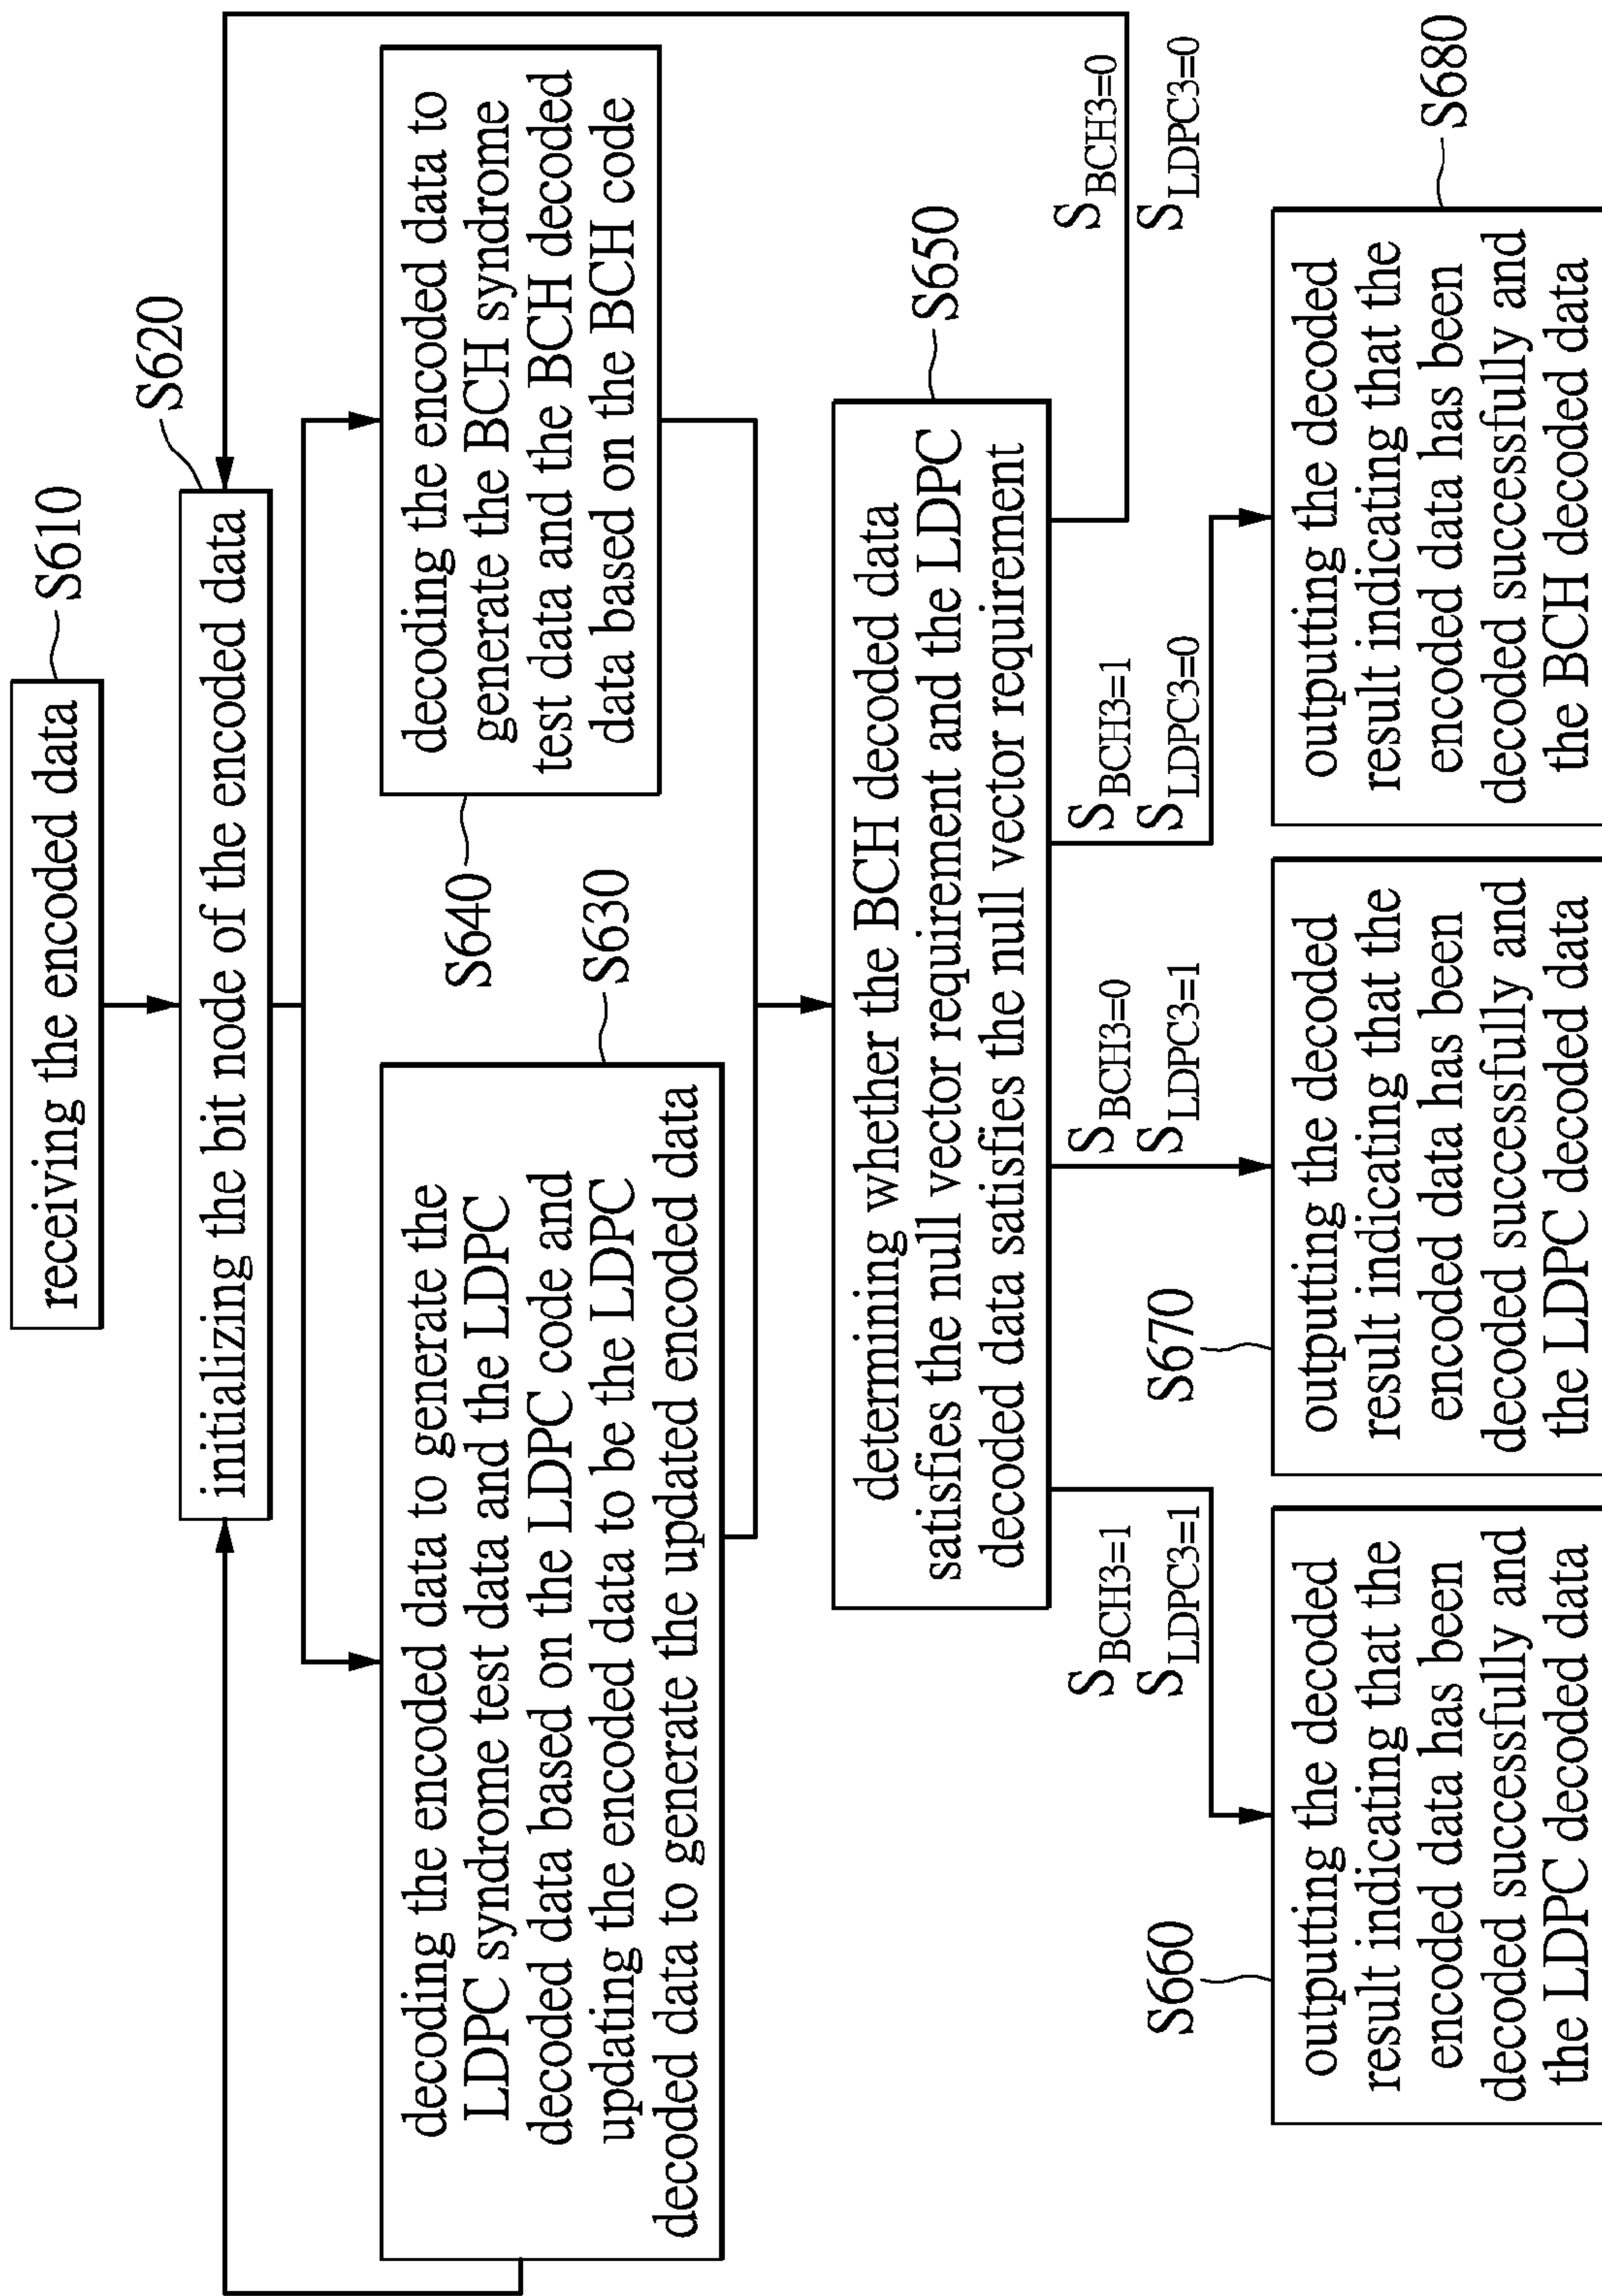 receiving the encoded data
S610
initializing the bit node of the encoded data
S620
decoding the encoded data to generate the
LDPC syndrome test data and the LDPC
decoded data based on the LDPC code and
updating the encoded data to be the LDPC
decoded data to generate the updated encoded data
S630
decoding the encoded data to
generate the BCH syndrome
test data and the BCH decoded
data based on the BCH code
S640
determining whether the BCH decoded data
satisfies the null vector requirement and the LDPC
decoded data satisfies the null vector requirement
S650
SBCH3=1
SLDPC3=1
SBCH3=0
SLDPC3=1
SBCH3=1
SLDPC3=0
SBCH3=0
SLDPC3=0
S660
outputting the decoded
result indicating that the
encoded data has been
decoded successfully and
the LDPC decoded data
S670
outputting the decoded
result indicating that the
encoded data has been
decoded successfully and
the LDPC decoded data
S680
outputting the decoded
result indicating that the
encoded data has been
decoded successfully and
the BCH decoded data